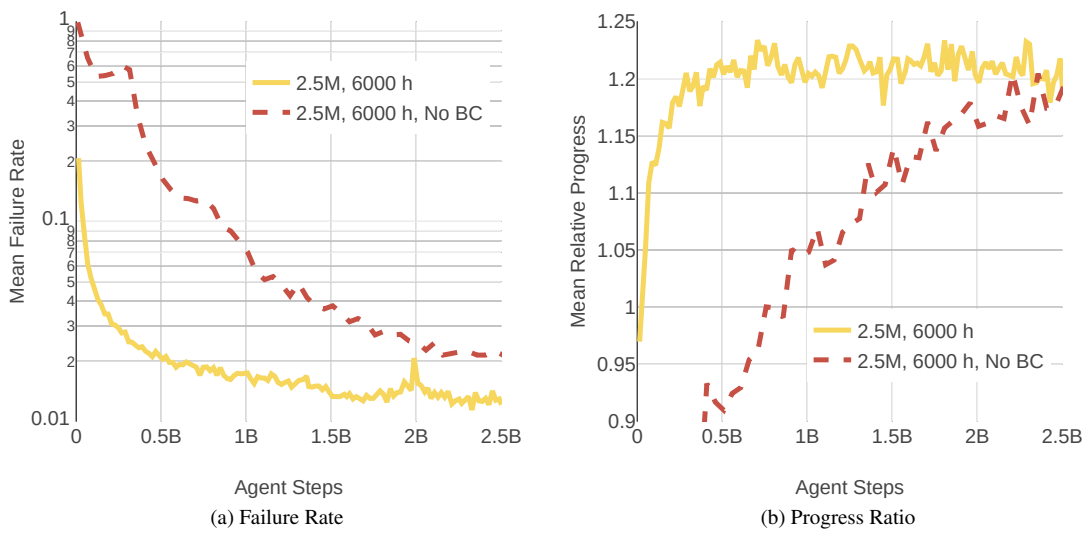 1
9
8
7
6
5
4
3
2
0.1
9
8
7
6
5
4
3
2
0.01
0
0.5B
1B
1.5B
2B
2.5B
Mean Failure Rate
2.5M, 6000 h
2.5M, 6000 h, No BC
Agent Steps
(a) Failure Rate
1.25
1.2
1.15
1.1
1.05
1
0.95
0.9
0
0.5B
1B
1.5B
2B
2.5B
Mean Relative Progress
2.5M, 6000 h
2.5M, 6000 h, No BC
Agent Steps
(b) Progress Ratio